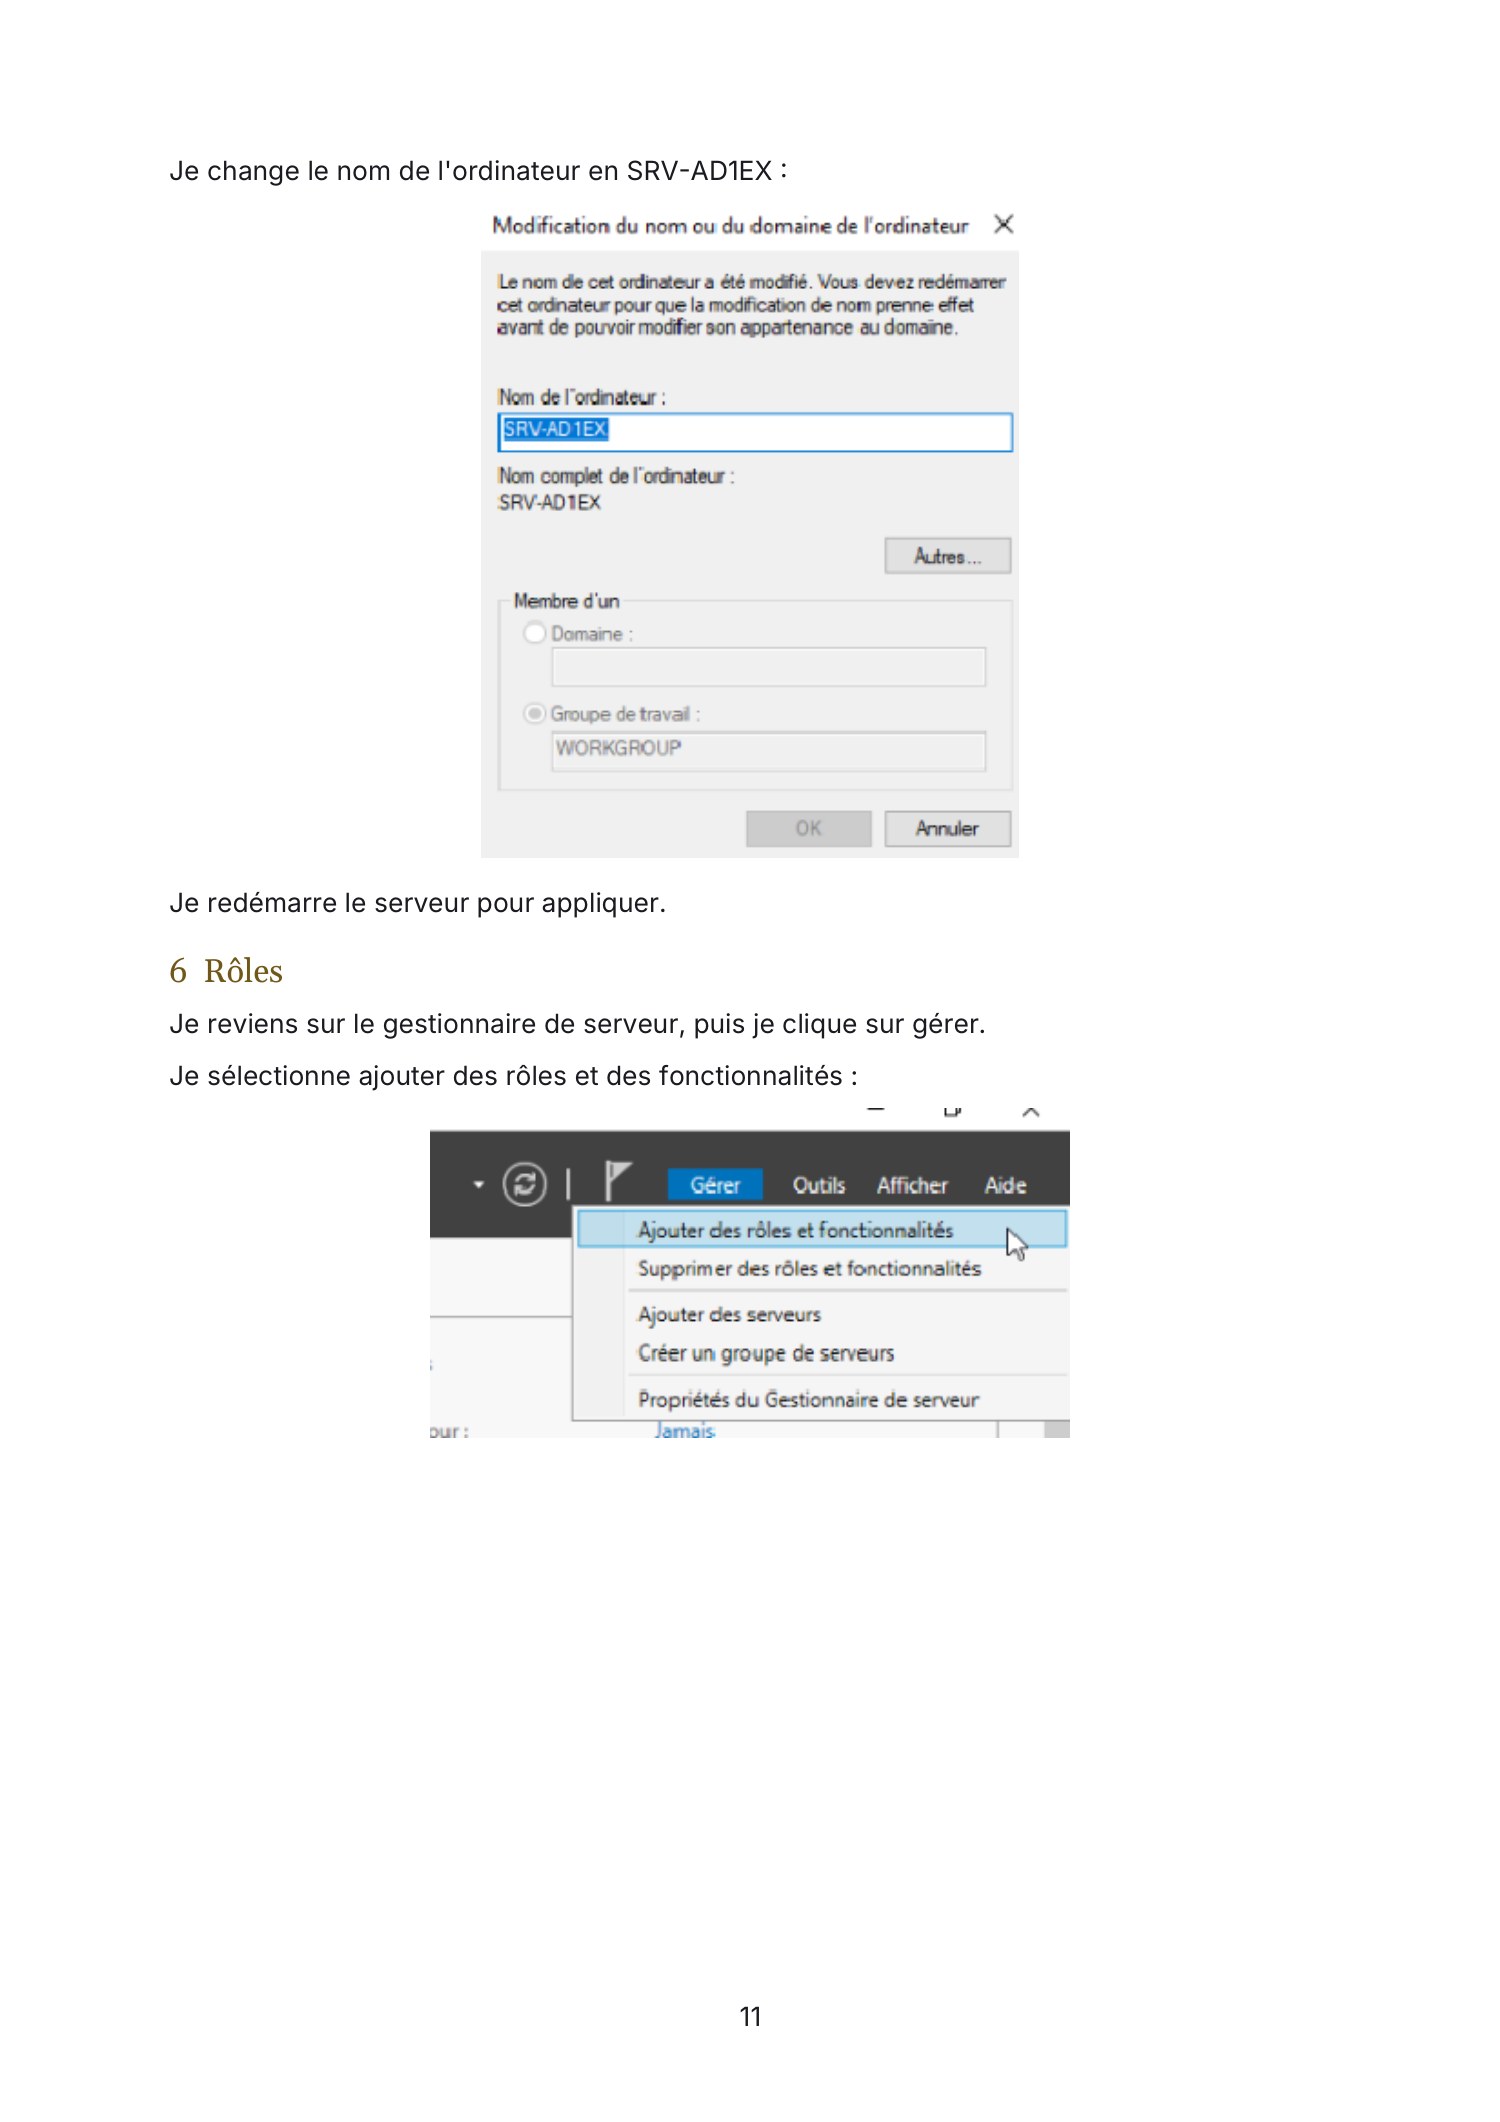 Je change le nom de l'ordinateur en SRV-AD1EX :
Modification du nom ou du domaine de l'ordinateur
Le nom de cet ordinateur a été modifié. Vous devez redémarrer
cet ordinateur pour que la modification de nom prenne effet
avant de pouvoir modifier son appartenance au domaine.
Nom de l'ordinateur :
SRV-AD1EX
Nom complet de l'ordinateur :
SRV-AD1EX
Autres...
Membre d'un
Domaine :
Groupe de travail :
WORKGROUP
OK Annuler
Je redémarre le serveur pour appliquer.
6 Rôles
Je reviens sur le gestionnaire de serveur, puis je clique sur gérer.
Je sélectionne ajouter des rôles et des fonctionnalités :
Gérer Outils Afficher Aide
Ajouter des rôles et fonctionnalités
Supprimer des rôles et fonctionnalités
Ajouter des serveurs
Créer un groupe de serveurs
Propriétés du Gestionnaire de serveur
our : Jamais
11